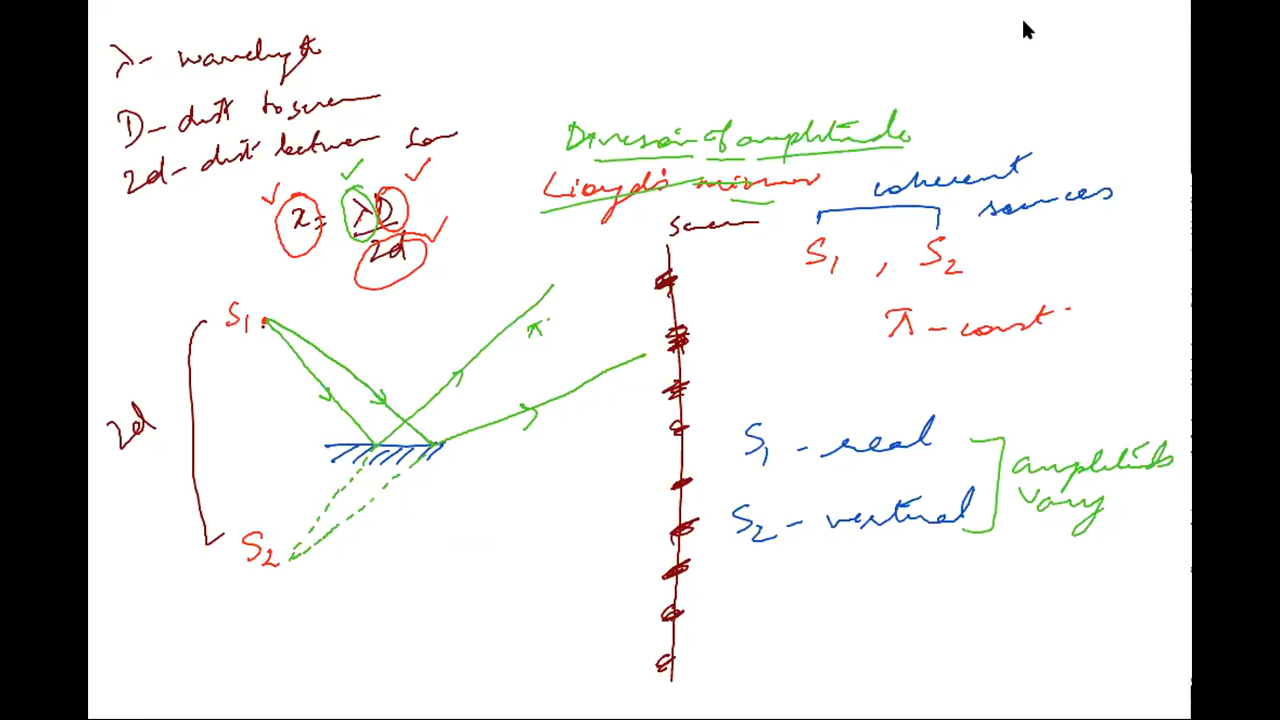 λ- wavelength
D- dist to screen
2d- dist between Sou
x = λD
2d
Division of amplitude
Lloyd's mirror
Screen
coherent
sources
S1 , S2
π - const.
S1
π
2d
S2
S1 - real
S2 - virtual
amplitude
vary